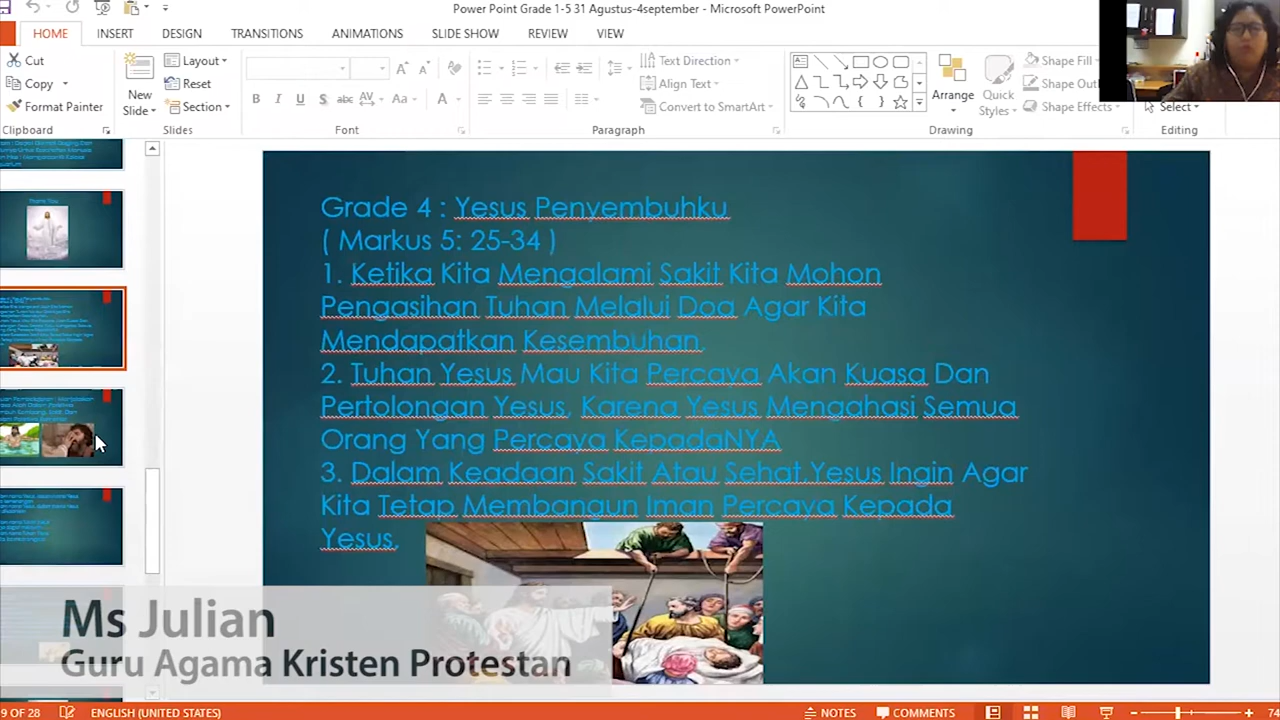 Power Point Grade 1-5 31 Agustus-4september - Microsoft PowerPoint
HOME INSERT DESIGN TRANSITIONS ANIMATIONS SLIDE SHOW REVIEW VIEW
Cut
Copy
Format Painter
Clipboard
New
Slide
Layout
Reset
Section
Slides
B I U S abc AV Aa A
Font
Text Direction
Align Text
Convert to SmartArt
Paragraph
Arrange
Quick
Styles
Shape Fill
Shape Effects
Drawing
Select
Editing
Grade 4 : Yesus Penyembuhku
( Markus 5: 25-34 )
1. Ketika Kita Mengalami Sakit Kita Mohon
Pengasihan Tuhan Melalui Doa Agar Kita
Mendapatkan Kesembuhan.
2. Tuhan Yesus Mau Kita Percaya Akan Kuasa Dan
Pertolongan Yesus, Karena Yesus Mengahsi Semua
Orang Yang Percaya KepadaNYA
3. Dalam Keadaan Sakit Atau Sehat Yesus Ingin Agar
Kita Tetap Membangun Iman Percaya Kepada
Yesus.
Ms Julian
Guru Agama Kristen Protestan
9 OF 28 ENGLISH (UNITED STATES) NOTES COMMENTS 74